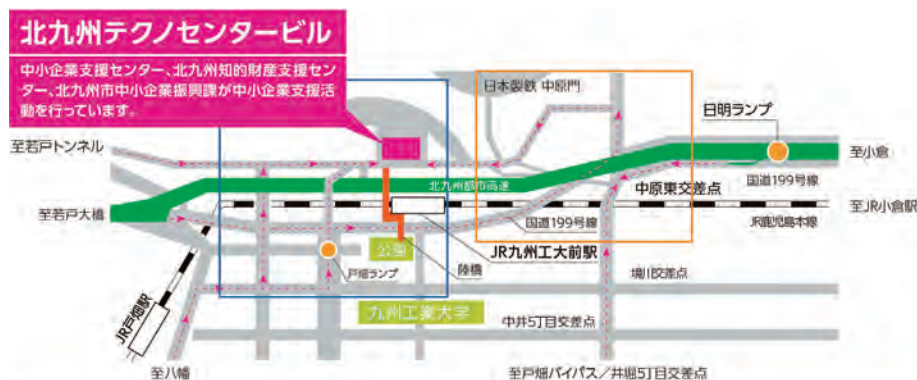 北九州テクノセンタービル
中小企業支援センター、北九州知的財産支援セン
ター、北九州市中小企業振興課が中小企業支援活
動を行っています。
日本製鉄 中原門
日明ランプ
至若戸トンネル
至小倉
北九州都市高速
国道199号線
中原東交差点
至若戸大橋
国道199号線
JR鹿児島本線
至JR小倉駅
公園
JR九州工大前駅
戸畑ランプ
陸橋
境川交差点
JR戸畑駅
九州工業大学
中井5丁目交差点
至八幡
至戸畑バイパス/井堀5丁目交差点